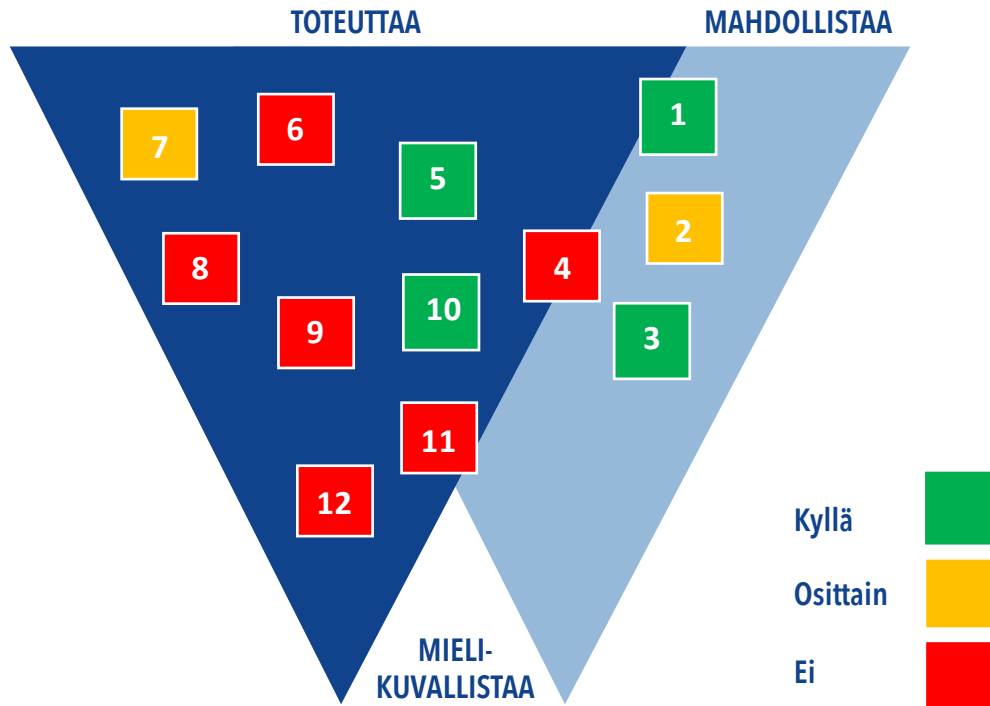 TOTEUTTAA
MAHDOLLISTAA
1
6
7
5
2
4
8
10
9
3
11
12
Kyllä
Osittain
MIELI-
KUVALLISTAA
Ei